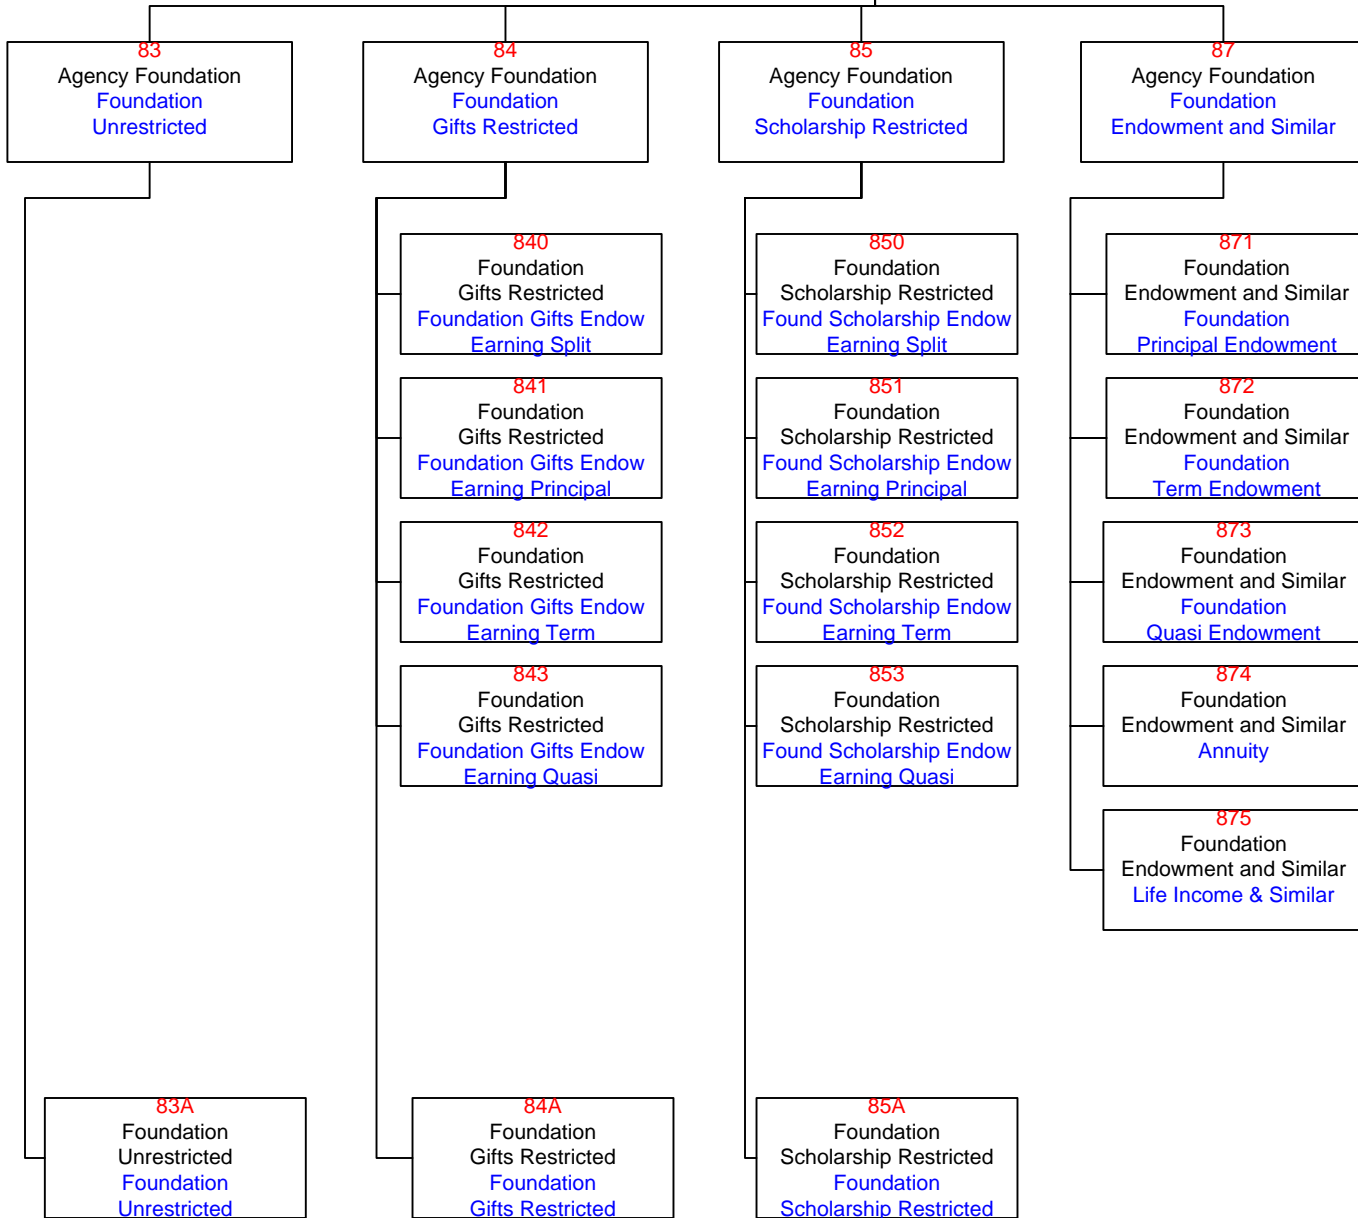 83
Agency Foundation
Foundation
Unrestricted
84
Agency Foundation
Foundation
Gifts Restricted
85
Agency Foundation
Foundation
Scholarship Restricted
87
Agency Foundation
Foundation
Endowment and Similar
840
Foundation
Gifts Restricted
Foundation Gifts Endow
Earning Split
850
Foundation
Scholarship Restricted
Found Scholarship Endow
Earning Split
871
Foundation
Endowment and Similar
Foundation
Principal Endowment
841
Foundation
Gifts Restricted
Foundation Gifts Endow
Earning Principal
851
Foundation
Scholarship Restricted
Found Scholarship Endow
Earning Principal
872
Foundation
Endowment and Similar
Foundation
Term Endowment
842
Foundation
Gifts Restricted
Foundation Gifts Endow
Earning Term
852
Foundation
Scholarship Restricted
Found Scholarship Endow
Earning Term
873
Foundation
Endowment and Similar
Foundation
Quasi Endowment
843
Foundation
Gifts Restricted
Foundation Gifts Endow
Earning Quasi
853
Foundation
Scholarship Restricted
Found Scholarship Endow
Earning Quasi
874
Foundation
Endowment and Similar
Annuity
875
Foundation
Endowment and Similar
Life Income & Similar
83A
Foundation
Unrestricted
Foundation
Unrestricted
84A
Foundation
Gifts Restricted
Foundation
Gifts Restricted
85A
Foundation
Scholarship Restricted
Foundation
Scholarship Restricted